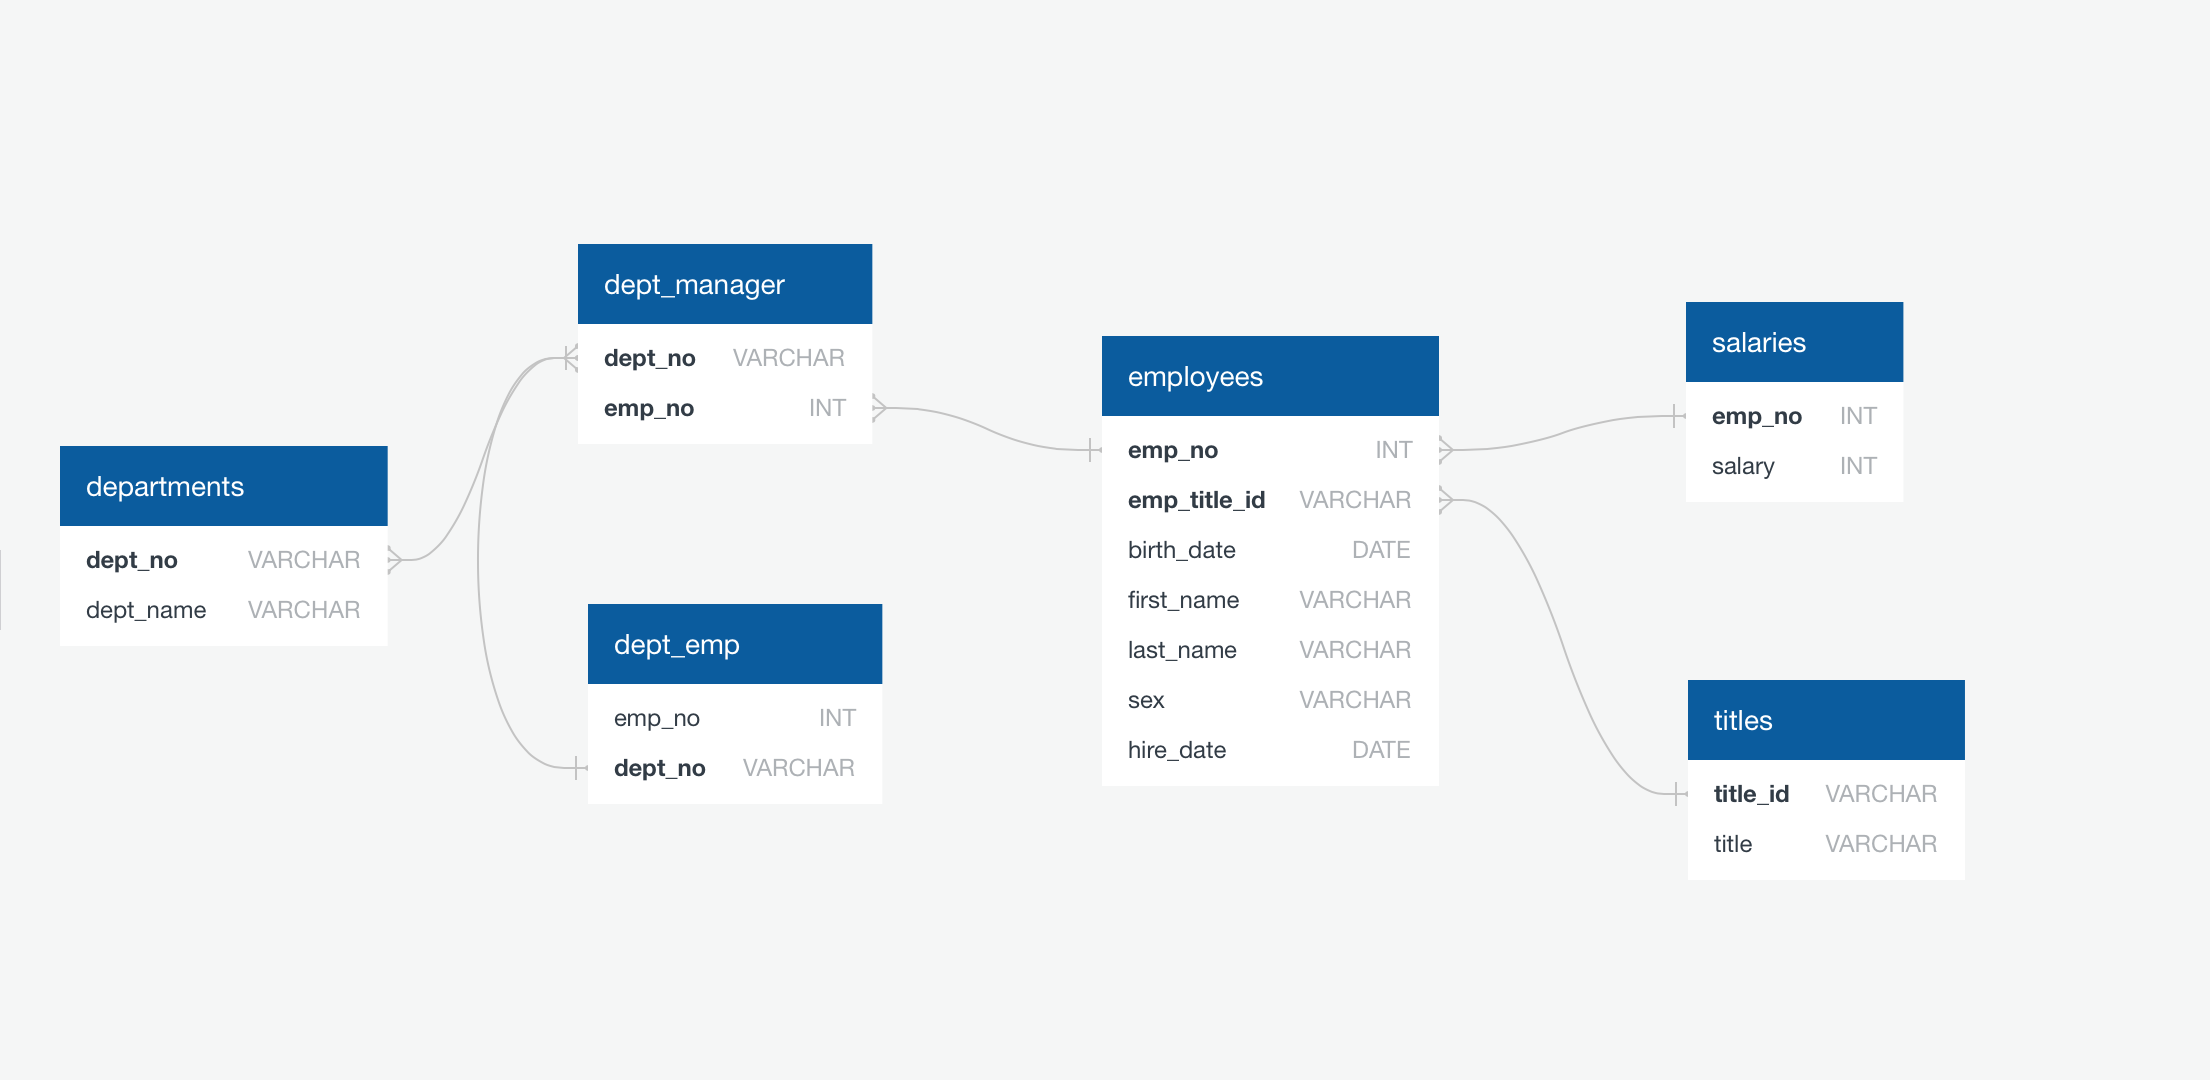 departments
dept_no VARCHAR
dept_name VARCHAR
dept_manager
dept_no VARCHAR
emp_no INT
dept_emp
emp_no INT
dept_no VARCHAR
employees
emp_no INT
emp_title_id VARCHAR
birth_date DATE
first_name VARCHAR
last_name VARCHAR
sex VARCHAR
hire_date DATE
salaries
emp_no INT
salary INT
titles
title_id VARCHAR
title VARCHAR